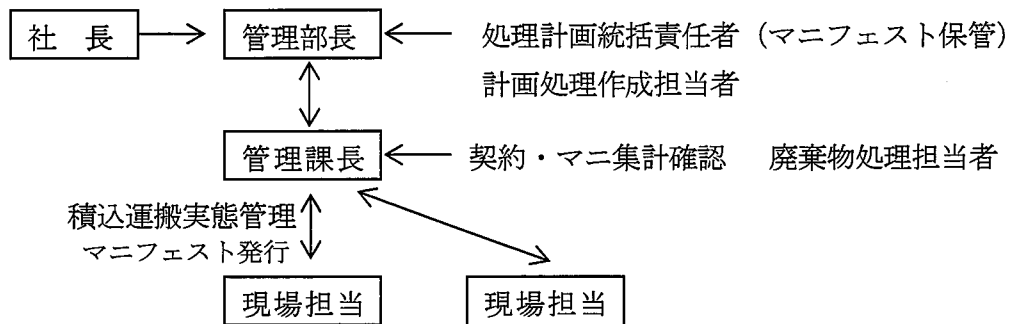 社　長
管理部長
処理計画統括責任者（マニフェスト保管）
計画処理作成担当者
管理課長
契約・マニ集計確認　廃棄物処理担当者
積込運搬実態管理
マニフェスト発行
現場担当
現場担当